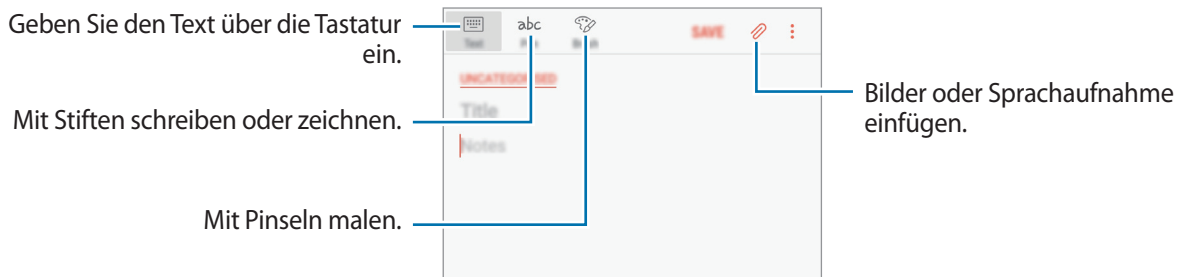 Geben Sie den Text über die Tastatur
ein.
Mit Stiften schreiben oder zeichnen.
Mit Pinseln malen.
abc
Text
SAVE
UNCATEGORISED
Title
Notes
Bilder oder Sprachaufnahme
einfügen.